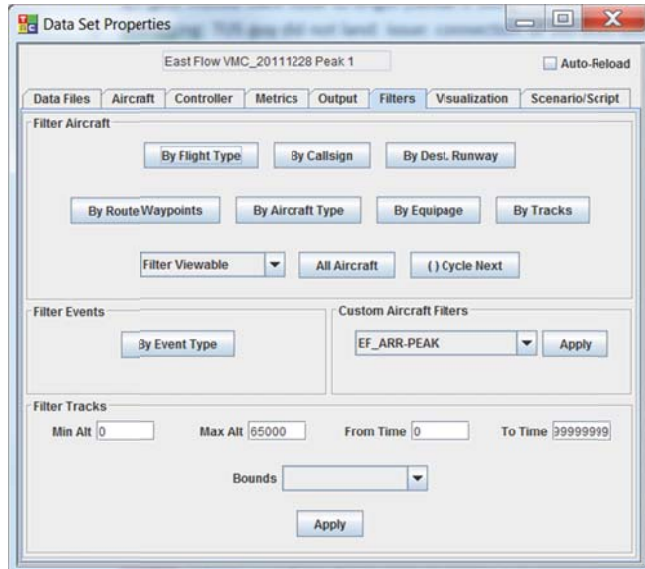 Data Set Properties
East Flow VMC_20111228 Peak 1
Auto-Reload
Data Files Aircraft Controller Metrics Output Filters Visualization Scenario/Script
Filter Aircraft
By Flight Type By Callsign By Dest. Runway
By Route Waypoints By Aircraft Type By Equipage By Tracks
Filter Viewable All Aircraft ( ) Cycle Next
Filter Events
By Event Type
Custom Aircraft Filters
EF_ARR-PEAK Apply
Filter Tracks
Min Alt 0 Max Alt 65000 From Time 0 To Time 99999999
Bounds
Apply